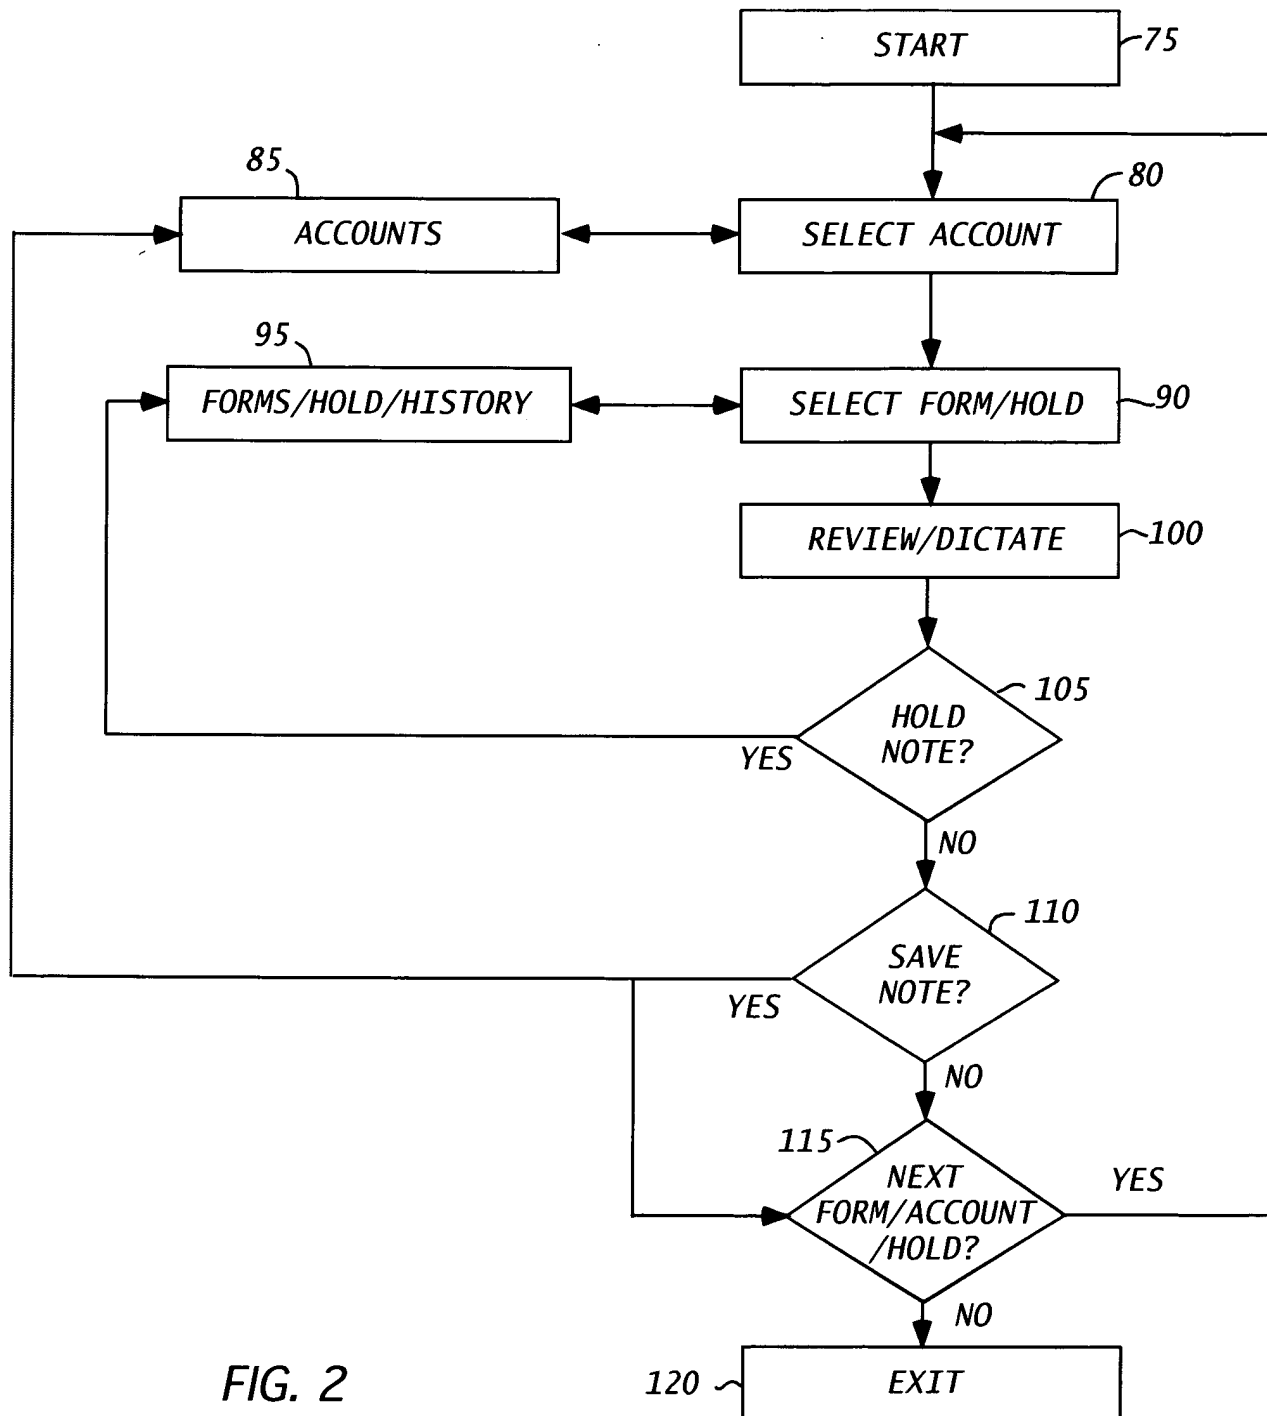 START
75
85
80
ACCOUNTS
SELECT ACCOUNT
95
FORMS/HOLD/HISTORY
SELECT FORM/HOLD
90
REVIEW/DICTATE
100
105
HOLD
NOTE?
YES
NO
110
SAVE
NOTE?
YES
NO
115
NEXT
FORM/ACCOUNT
/HOLD?
YES
NO
FIG. 2
120
EXIT